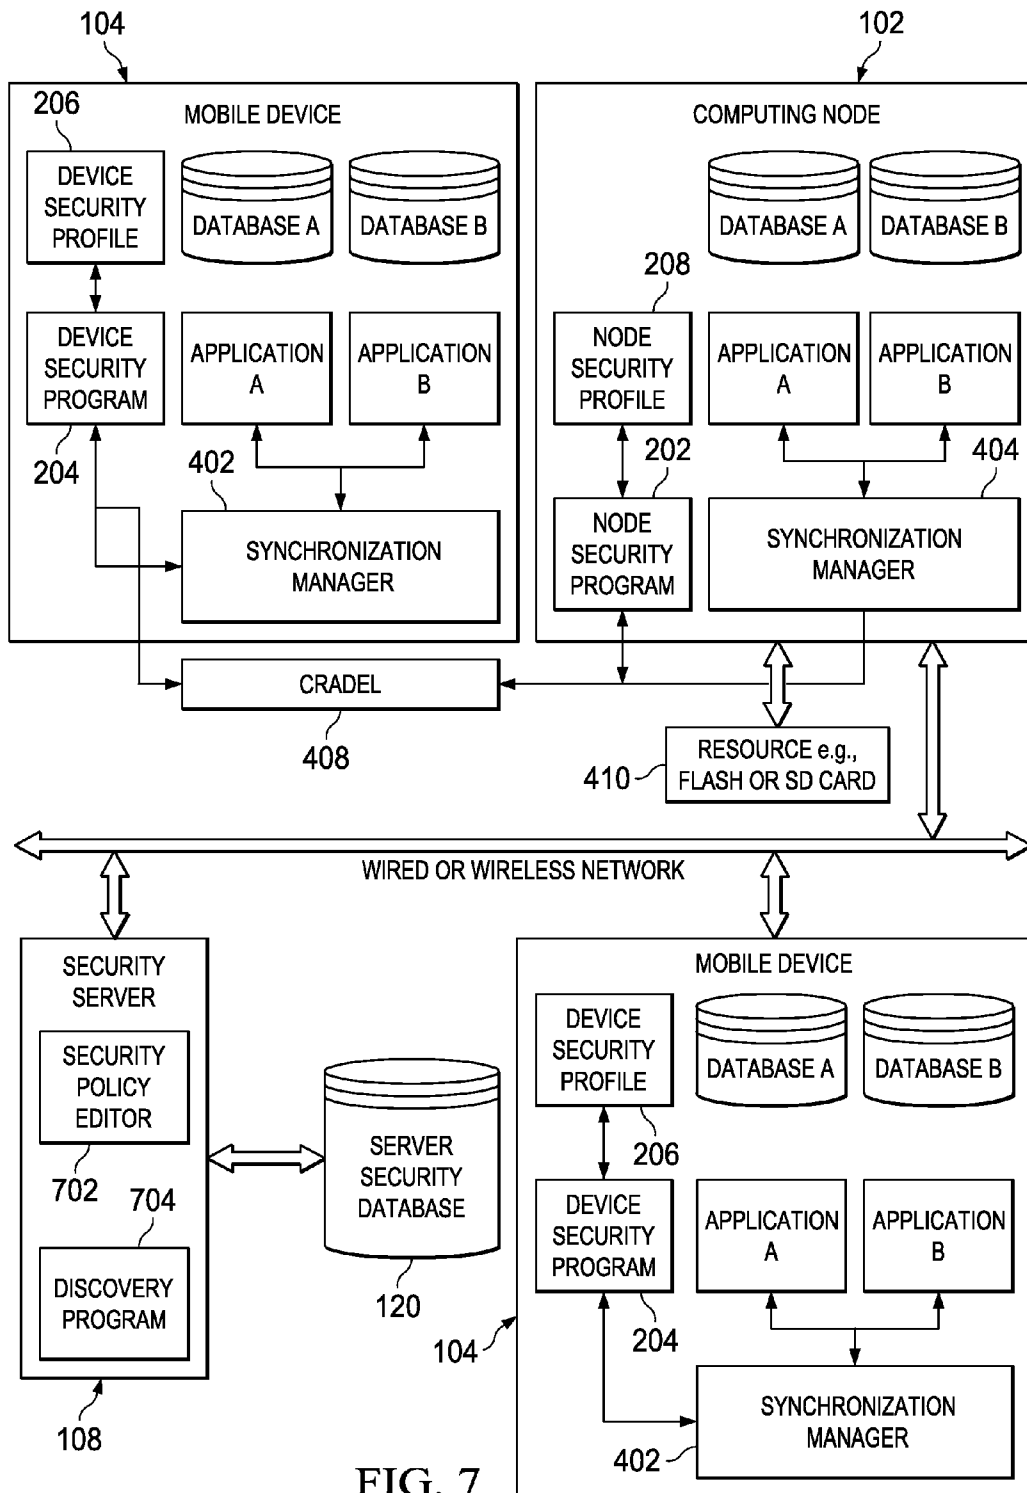 104
102
MOBILE DEVICE
206
DEVICE
SECURITY
PROFILE
DATABASE A
DATABASE B
DEVICE
SECURITY
PROGRAM
APPLICATION
A
APPLICATION
B
204
402
SYNCHRONIZATION
MANAGER
COMPUTING NODE
DATABASE A
DATABASE B
208
NODE
SECURITY
PROFILE
APPLICATION
A
APPLICATION
B
202
404
NODE
SECURITY
PROGRAM
SYNCHRONIZATION
MANAGER
CRADEL
408
410
RESOURCE e.g.,
FLASH OR SD CARD
WIRED OR WIRELESS NETWORK
SECURITY
SERVER
SECURITY
POLICY
EDITOR
702
704
DISCOVERY
PROGRAM
108
SERVER
SECURITY
DATABASE
120
MOBILE DEVICE
DEVICE
SECURITY
PROFILE
DATABASE A
DATABASE B
206
DEVICE
SECURITY
PROGRAM
APPLICATION
A
APPLICATION
B
104
204
SYNCHRONIZATION
MANAGER
402
FIG. 7